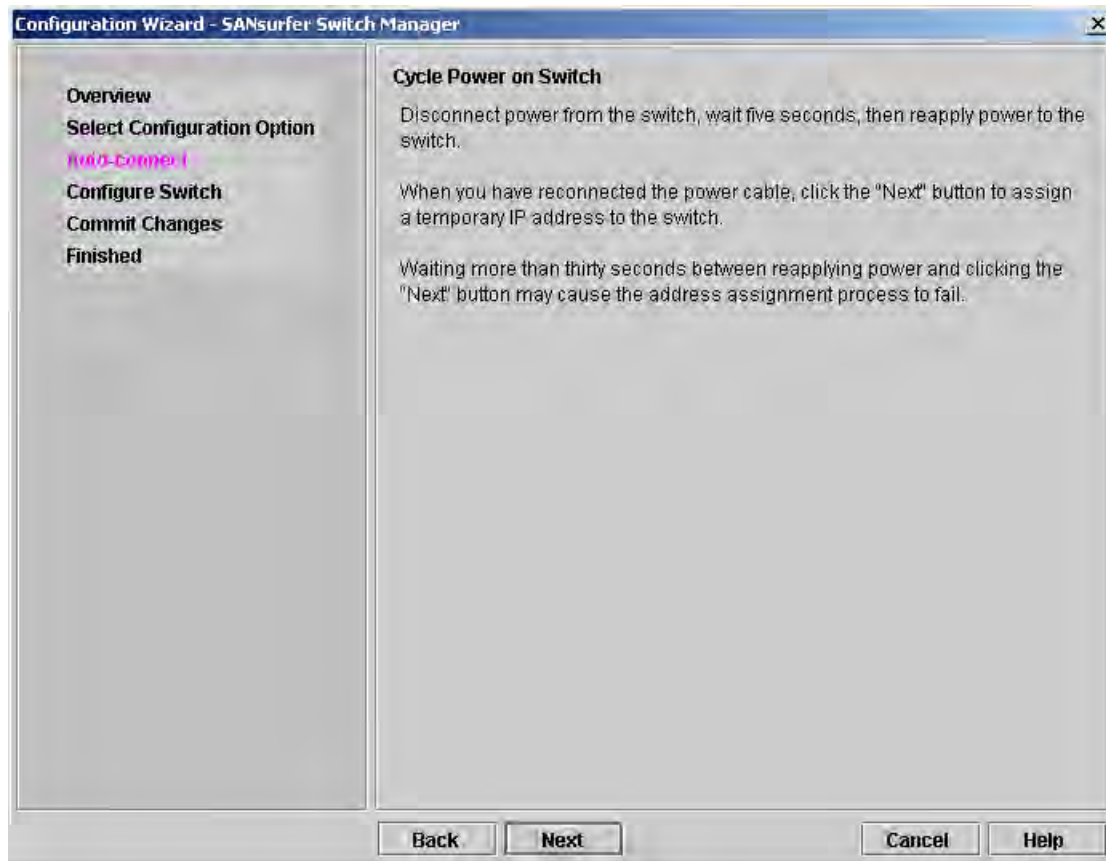 Configuration Wizard - SANsurfer Switch Manager
Overview
Select Configuration Option
Auto-connect
Configure Switch
Commit Changes
Finished
Cycle Power on Switch
Disconnect power from the switch, wait five seconds, then reapply power to the
switch.
When you have reconnected the power cable, click the "Next" button to assign
a temporary IP address to the switch.
Waiting more than thirty seconds between reapplying power and clicking the
"Next" button may cause the address assignment process to fail.
Back
Next
Cancel
Help